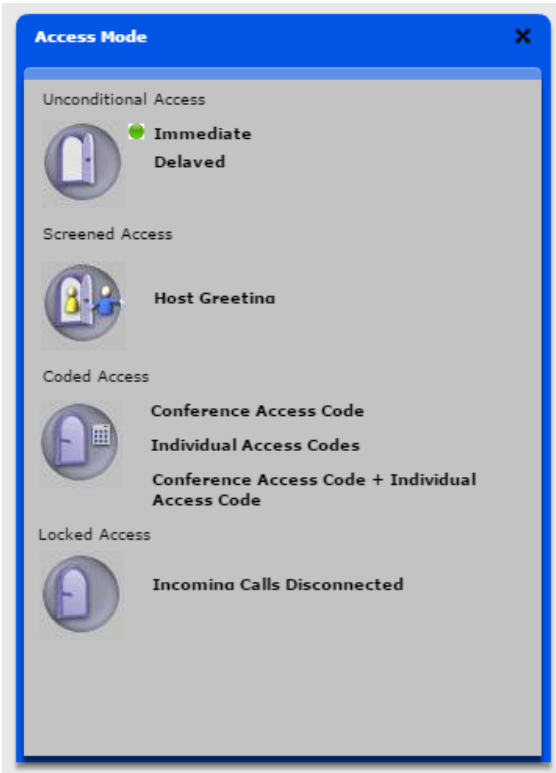 Access Mode
Unconditional Access
Immediate
Delayed
Screened Access
Host Greeting
Coded Access
Conference Access Code
Individual Access Codes
Conference Access Code + Individual
Access Code
Locked Access
Incoming Calls Disconnected